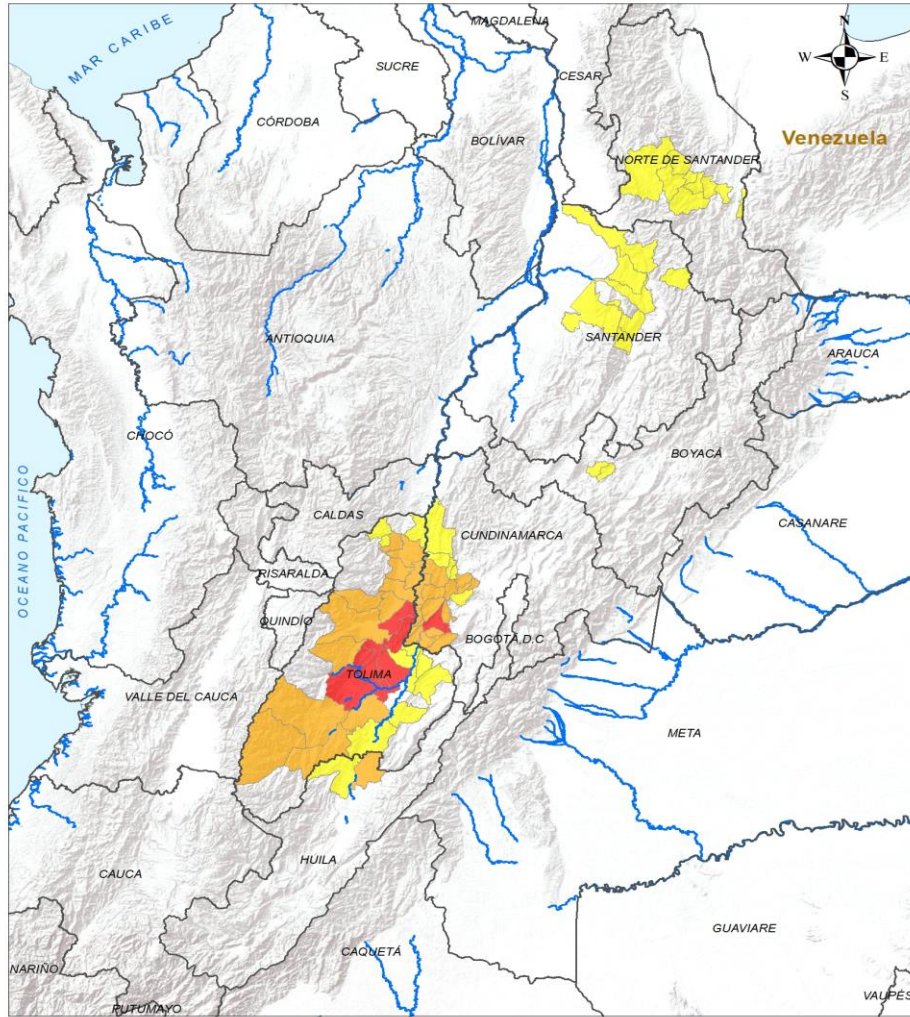 MAGDALENA
MAR CARIBE
N
SUCRE
W
E
CESAR
S
CÓRDOBA
BOLÍVAR
Venezuela
NORTE DE SANTANDER
ANTIOQUIA
SANTANDER
ARAUCA
CHOCÓ
BOYACÁ
CALDAS
CASANARE
CUNDINAMARCA
OCEANO PACIFICO
RISARALDA
QUINDÍO
BOGOTÁ D.C
TOLIMA
VALLE DEL CAUCA
META
HUILA
CAUCA
GUAVIARE
CAQUETÁ
NARIÑO
VAUPÉS
PUTUMAYO